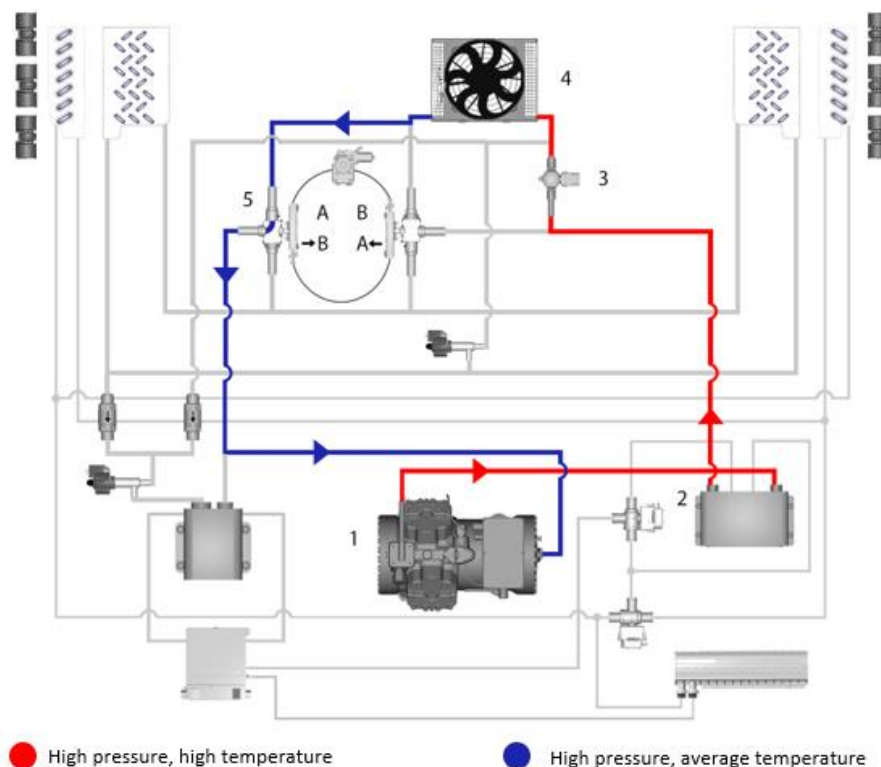 4
3
5
A B
→B A←
2
1
High pressure, high temperature
High pressure, average temperature